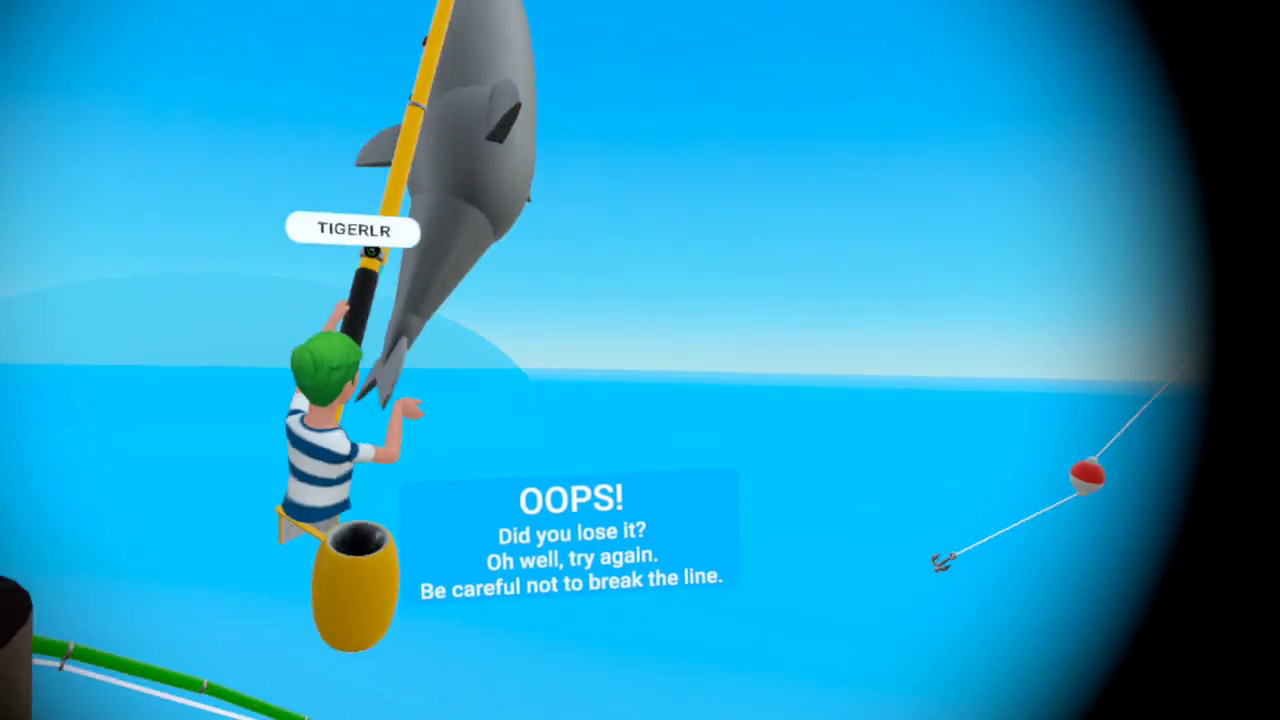 TIGERLR
OOPS!
Did you lose it?
Oh well, try again.
Be careful not to break the line.